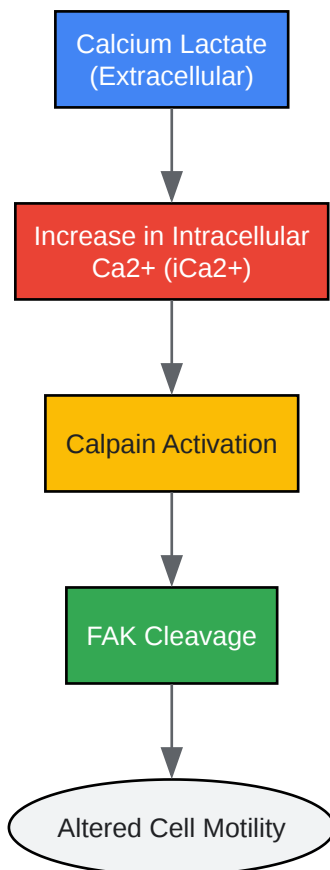 Calcium Lactate
(Extracellular)
Increase in Intracellular
Ca2+ (iCa2+)
Calpain Activation
FAK Cleavage
Altered Cell Motility